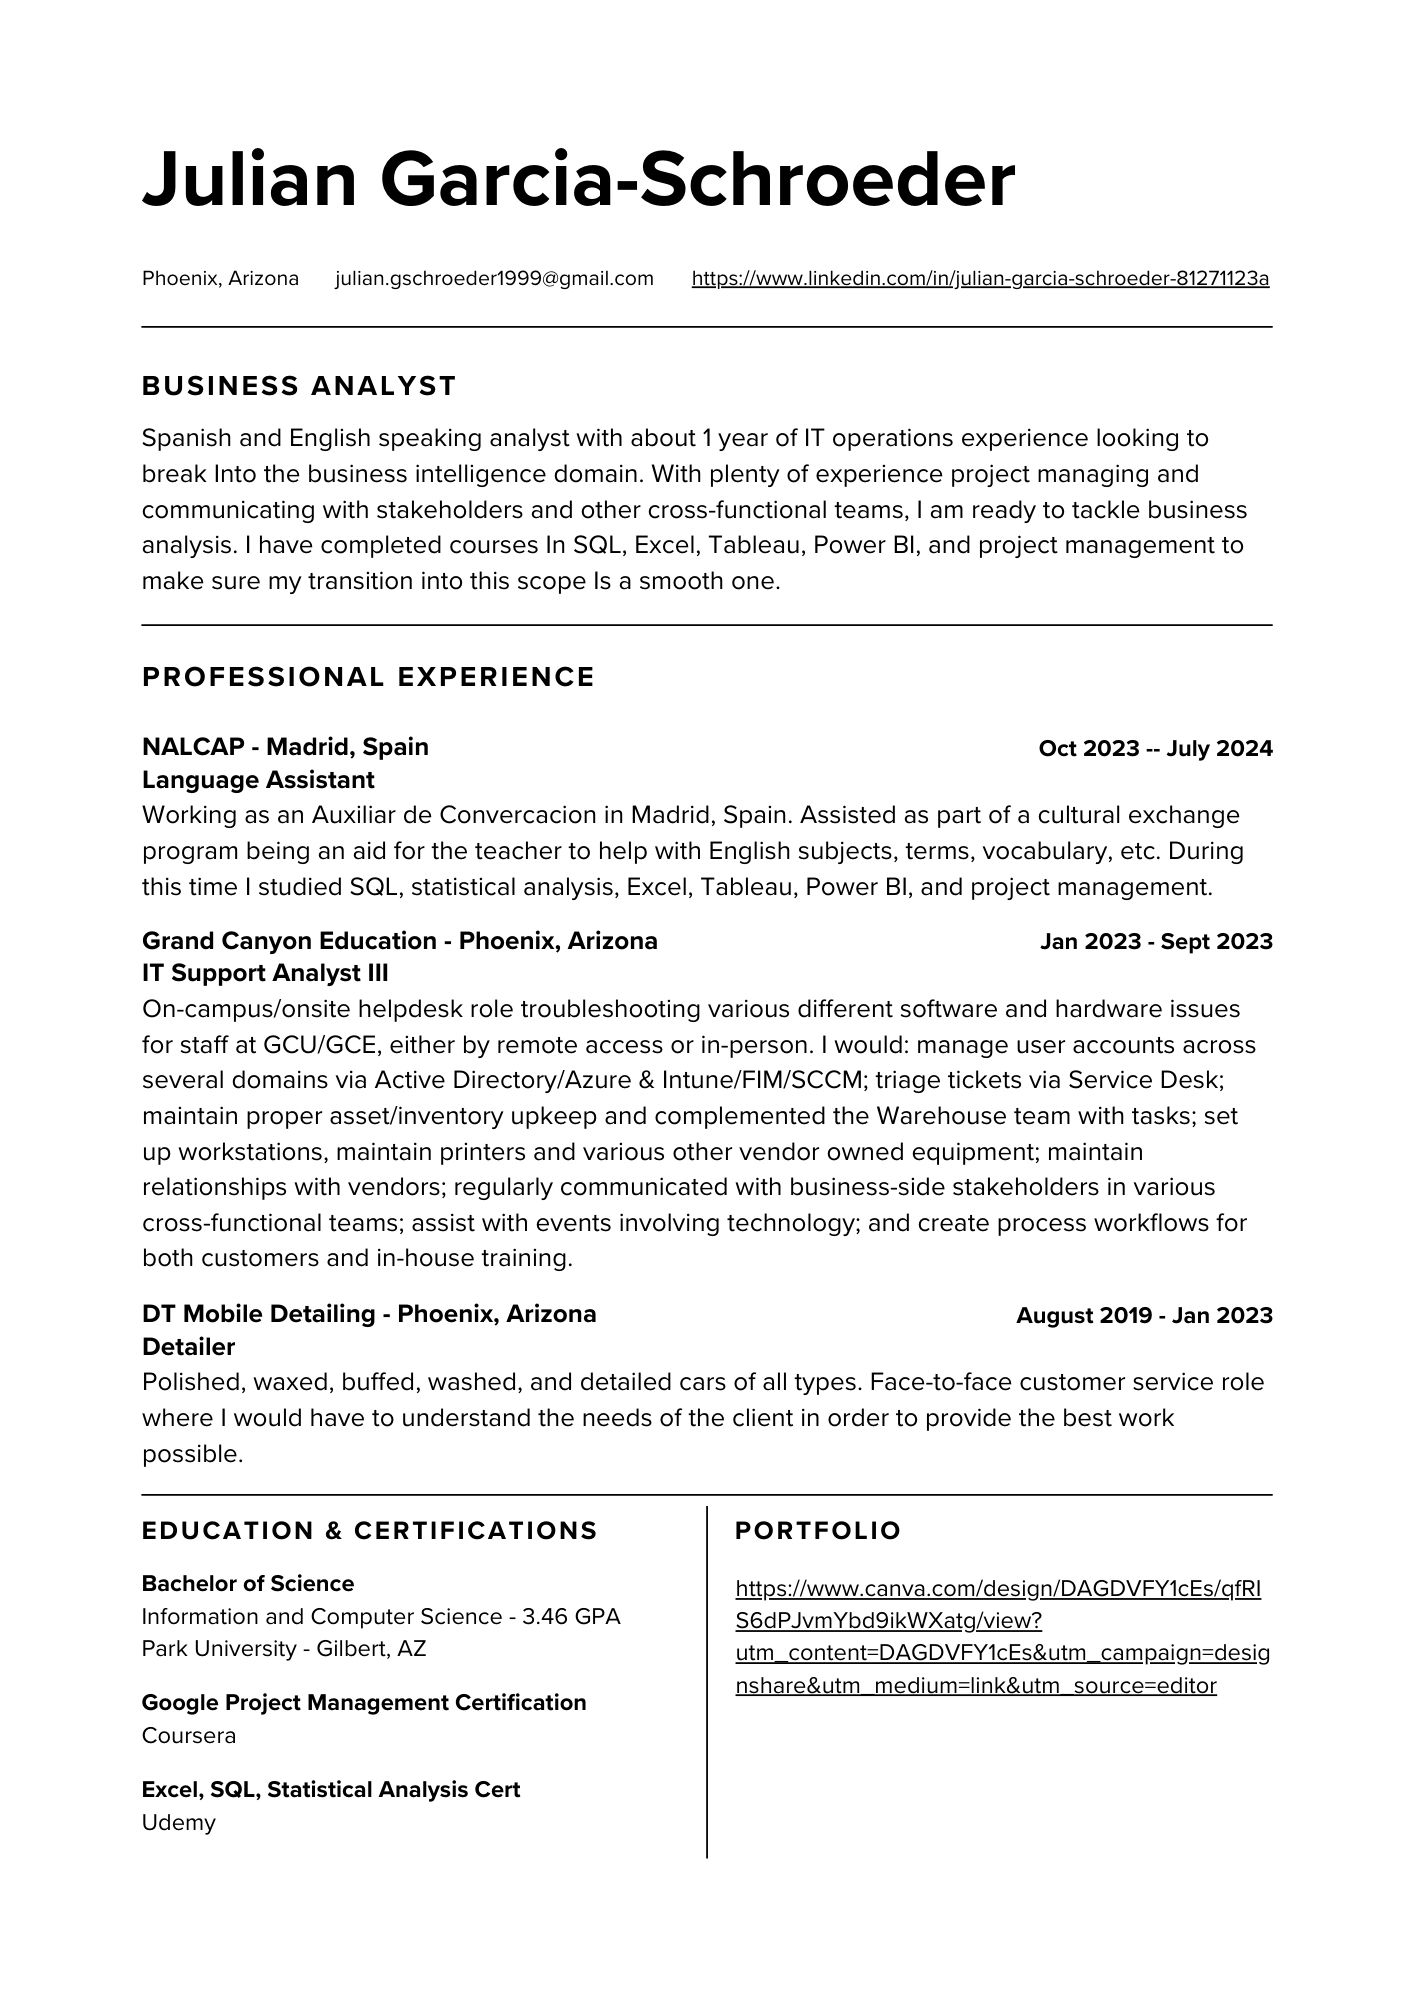 Julian Garcia-Schroeder
Phoenix, Arizona julian.gschroeder1999@gmail.com https://www.linkedin.com/in/julian-garcia-schroeder-81271123a
BUSINESS ANALYST
Spanish and English speaking analyst with about 1 year of IT operations experience looking to
break Into the business intelligence domain. With plenty of experience project managing and
communicating with stakeholders and other cross-functional teams, I am ready to tackle business
analysis. I have completed courses In SQL, Excel, Tableau, Power BI, and project management to
make sure my transition into this scope Is a smooth one.
PROFESSIONAL EXPERIENCE
NALCAP - Madrid, Spain Oct 2023 -- July 2024
Language Assistant
Working as an Auxiliar de Convercacion in Madrid, Spain. Assisted as part of a cultural exchange
program being an aid for the teacher to help with English subjects, terms, vocabulary, etc. During
this time I studied SQL, statistical analysis, Excel, Tableau, Power BI, and project management.
Grand Canyon Education - Phoenix, Arizona Jan 2023 - Sept 2023
IT Support Analyst III
On-campus/onsite helpdesk role troubleshooting various different software and hardware issues
for staff at GCU/GCE, either by remote access or in-person. I would: manage user accounts across
several domains via Active Directory/Azure & Intune/FIM/SCCM; triage tickets via Service Desk;
maintain proper asset/inventory upkeep and complemented the Warehouse team with tasks; set
up workstations, maintain printers and various other vendor owned equipment; maintain
relationships with vendors; regularly communicated with business-side stakeholders in various
cross-functional teams; assist with events involving technology; and create process workflows for
both customers and in-house training.
DT Mobile Detailing - Phoenix, Arizona August 2019 - Jan 2023
Detailer
Polished, waxed, buffed, washed, and detailed cars of all types. Face-to-face customer service role
where I would have to understand the needs of the client in order to provide the best work
possible.
EDUCATION & CERTIFICATIONS
Bachelor of Science
Information and Computer Science - 3.46 GPA
Park University - Gilbert, AZ
Google Project Management Certification
Coursera
Excel, SQL, Statistical Analysis Cert
Udemy
PORTFOLIO
https://www.canva.com/design/DAGDVFY1cEs/qfRI
S6dPJvmYbd9ikWXatg/view?
utm_content=DAGDVFY1cEs&utm_campaign=desig
nshare&utm_medium=link&utm_source=editor